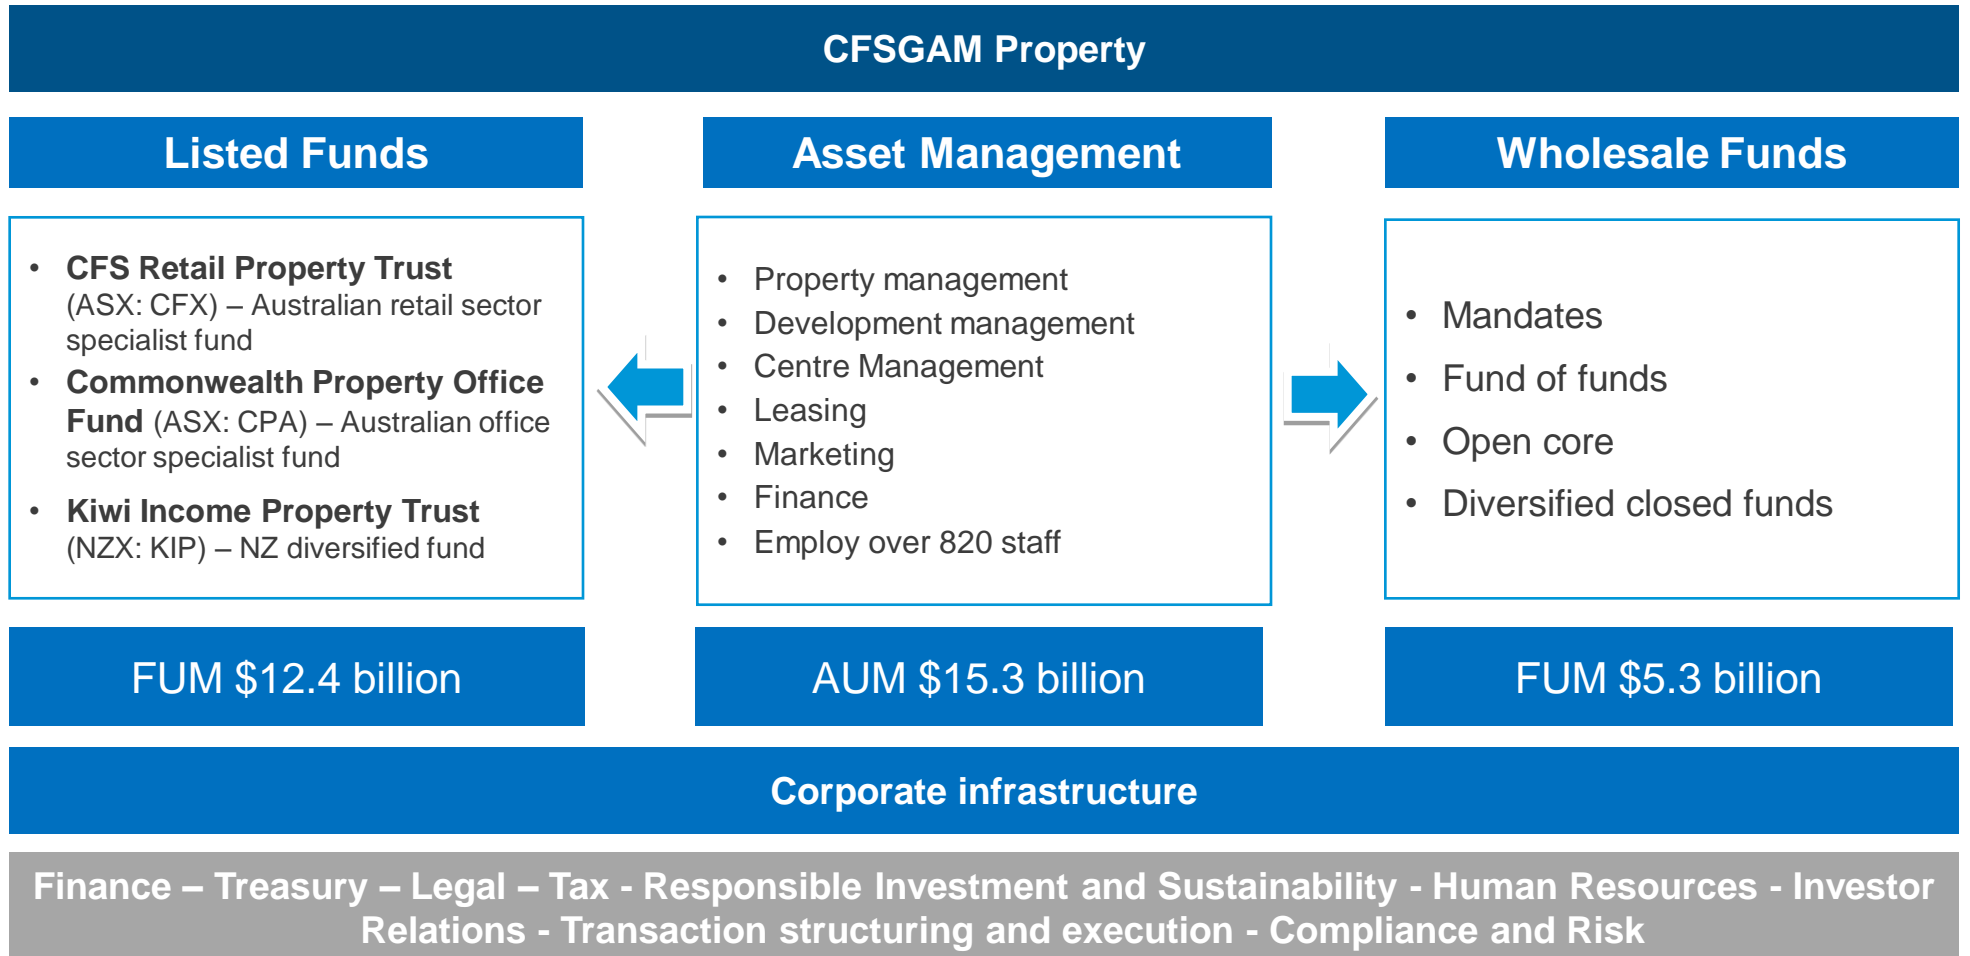 CFSGAM Property
Listed Funds
• CFS Retail Property Trust
(ASX: CFX) – Australian retail sector
specialist fund
• Commonwealth Property Office
Fund (ASX: CPA) – Australian office
sector specialist fund
• Kiwi Income Property Trust
(NZX: KIP) – NZ diversified fund
FUM $12.4 billion
Asset Management
• Property management
• Development management
• Centre Management
• Leasing
• Marketing
• Finance
• Employ over 820 staff
AUM $15.3 billion
Wholesale Funds
• Mandates
• Fund of funds
• Open core
• Diversified closed funds
FUM $5.3 billion
Corporate infrastructure
Finance – Treasury – Legal – Tax - Responsible Investment and Sustainability - Human Resources - Investor
Relations - Transaction structuring and execution - Compliance and Risk